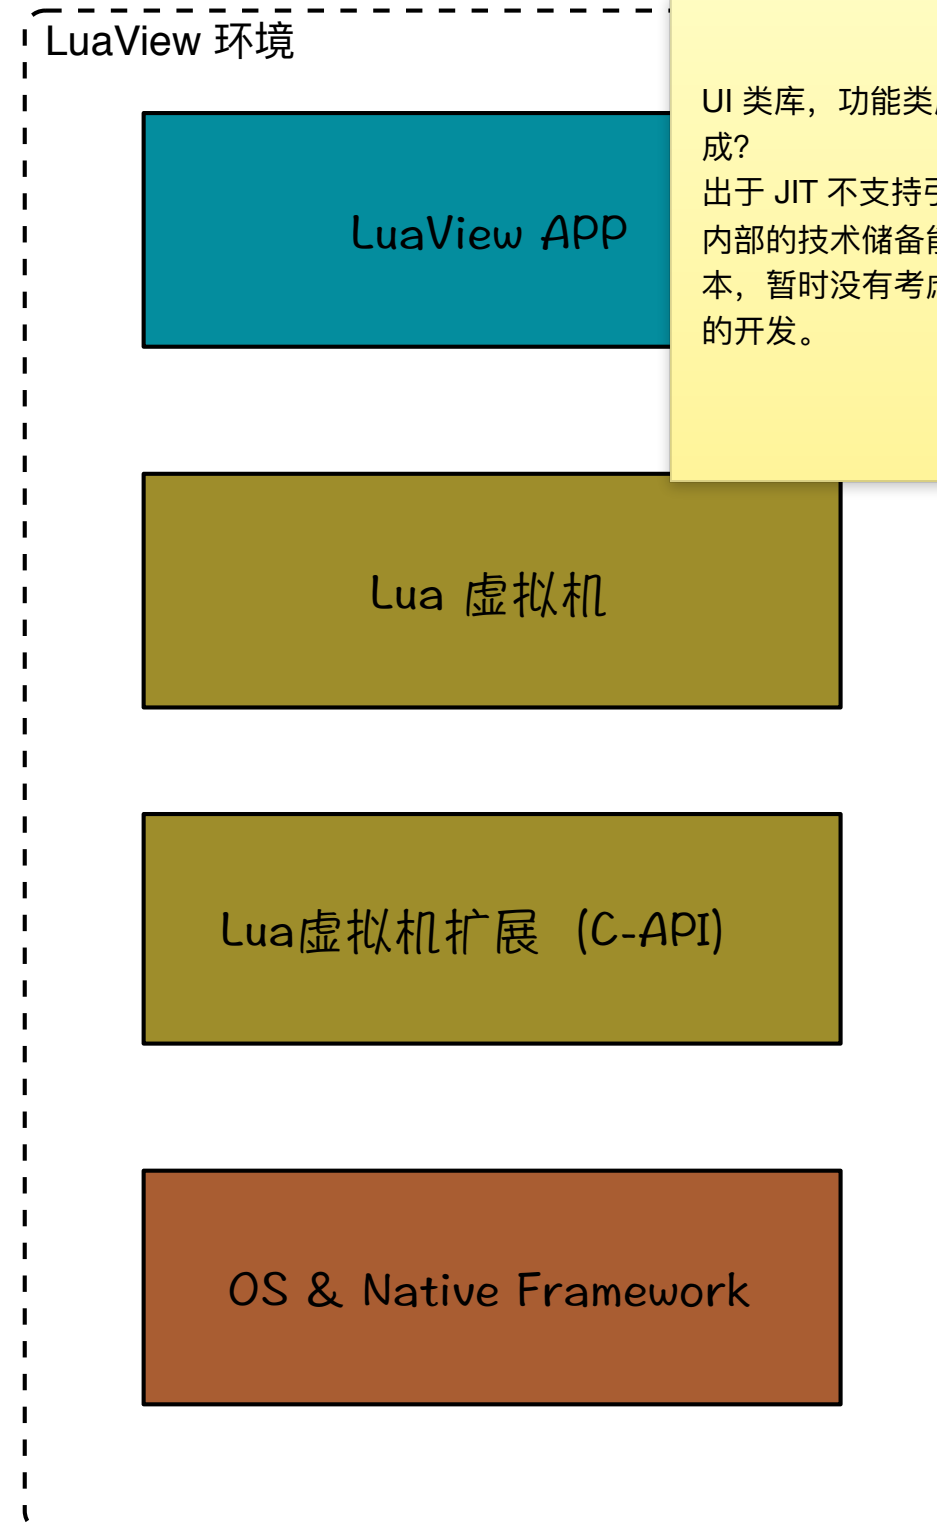 LuaView 环境
UI 类库，功能类
成？
出于 JIT 不支持
内部的技术储备
本，暂时没有考
的开发。
LuaView APP
Lua 虚拟机
Lua虚拟机扩展（C-API）
OS & Native Framework